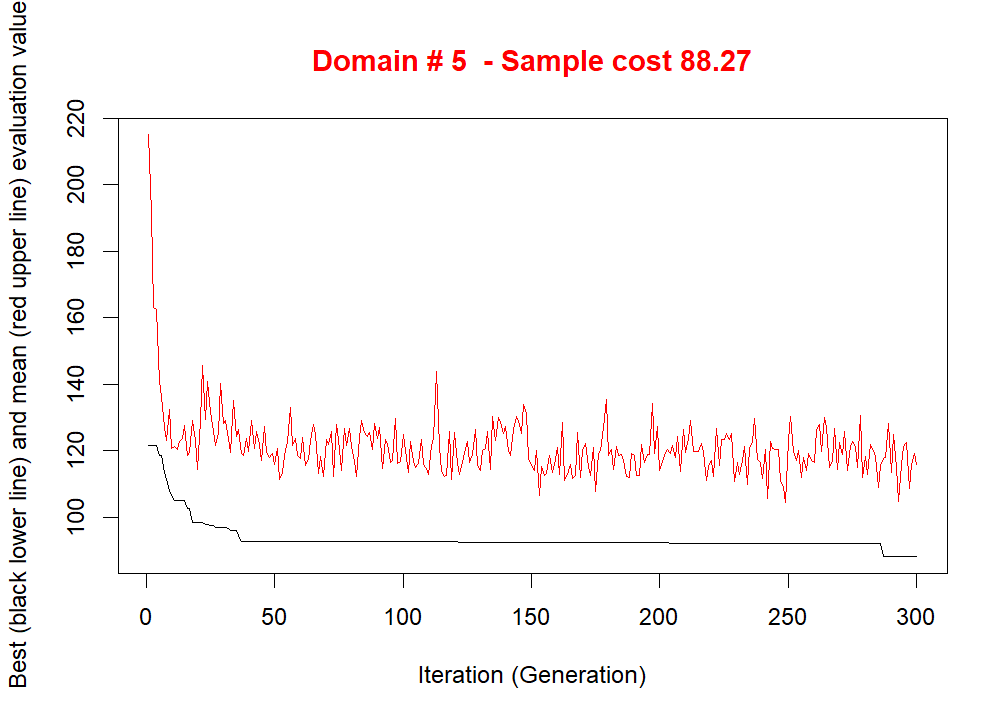 Domain # 5  - Sample cost 88.27
Best (black lower line) and mean (red upper line) evaluation value
220
200
180
160
140
120
100
0 50 100 150 200 250 300
Iteration (Generation)